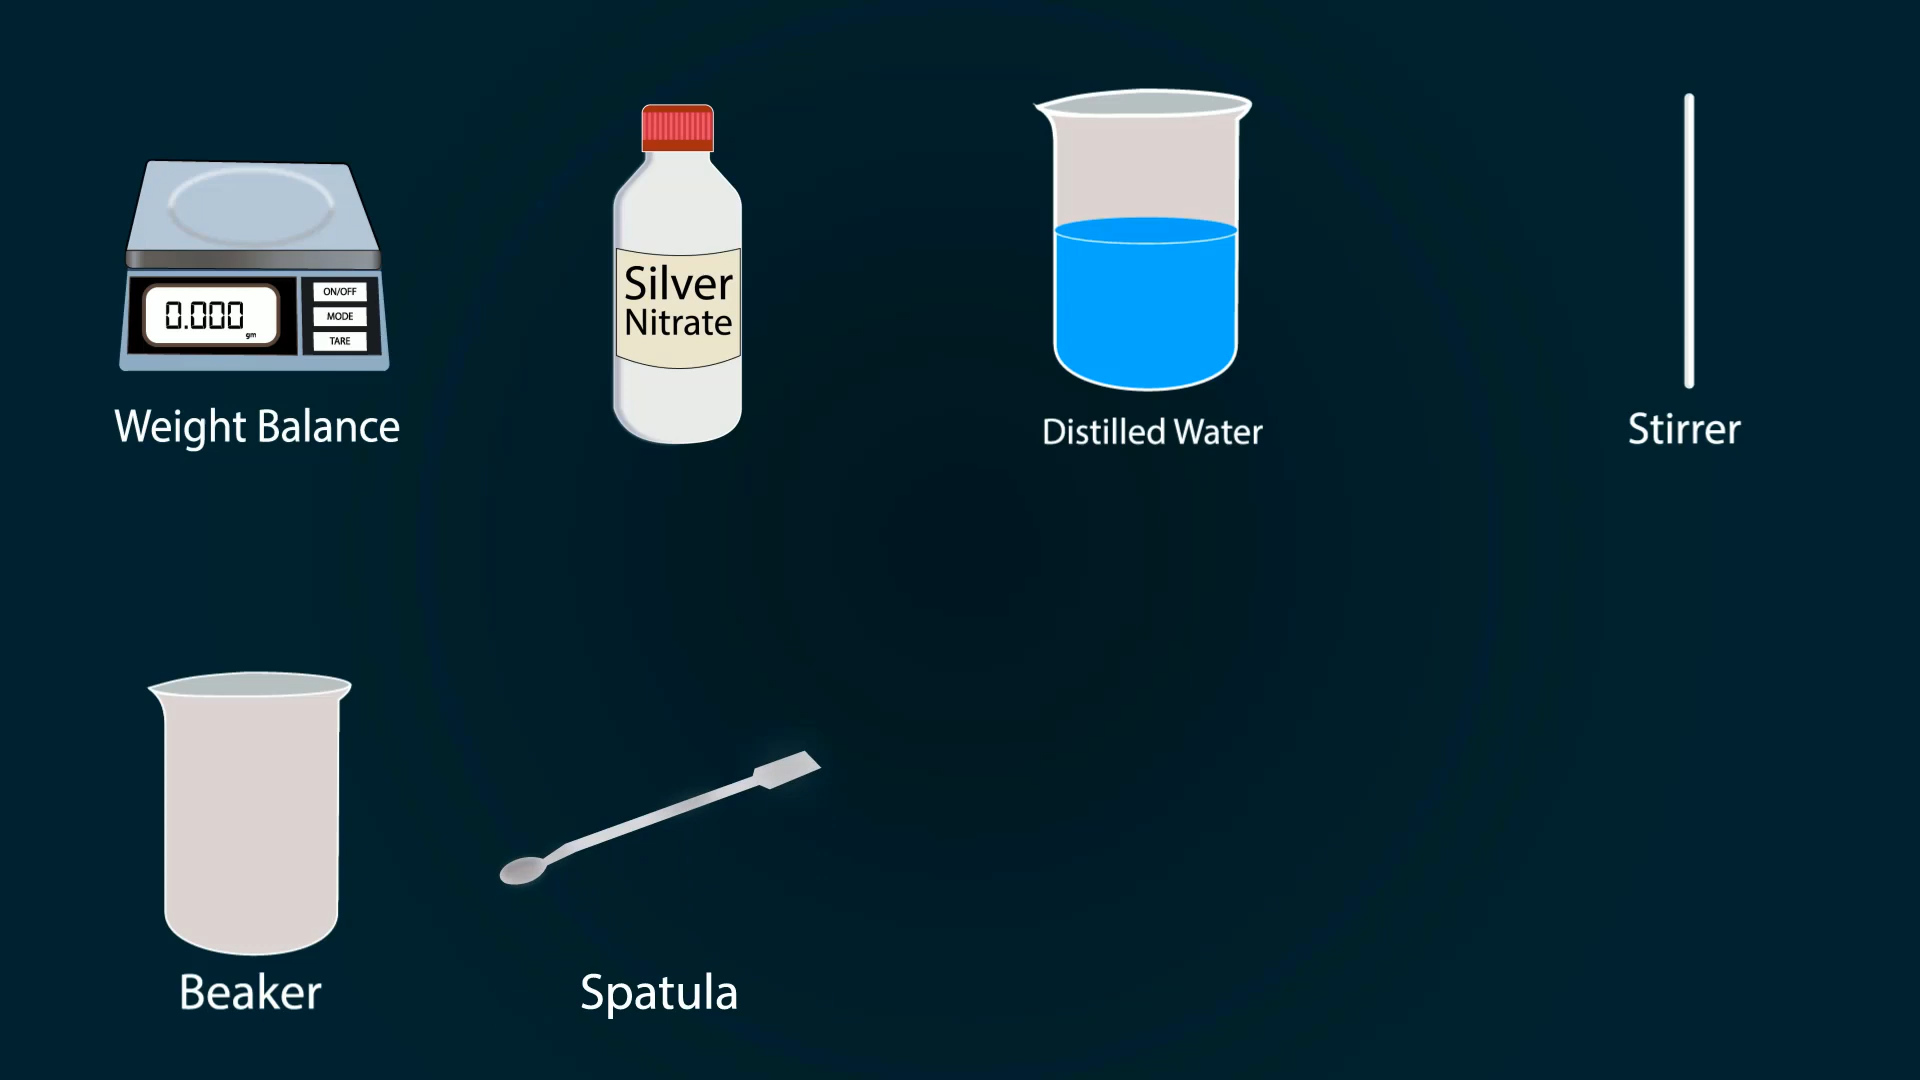 0.000
gm
ON/OFF
MODE
TARE
Weight Balance
Silver
Nitrate
Distilled Water
Stirrer
Beaker
Spatula